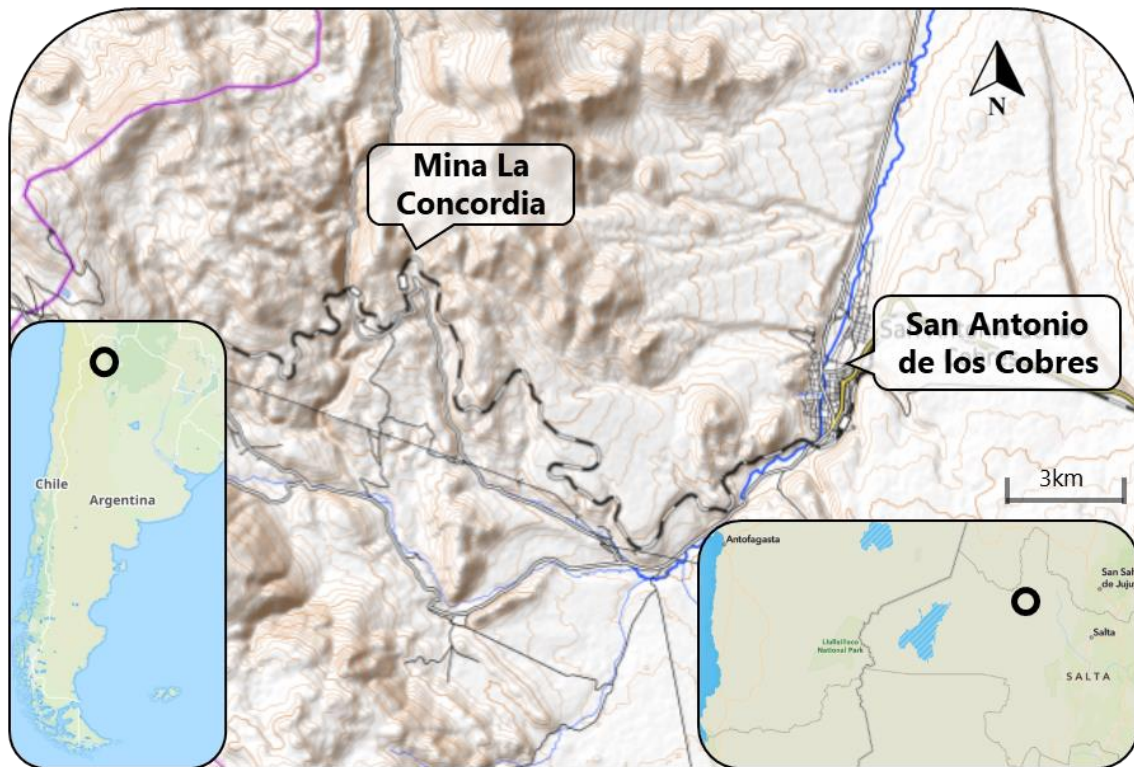 N
Mina La
Concordia
San Antonio
de los Cobres
3km
Chile
Argentina
Antofagasta
Llullaillaco
National Park
San Sal
de Juju
Salta
SALTA